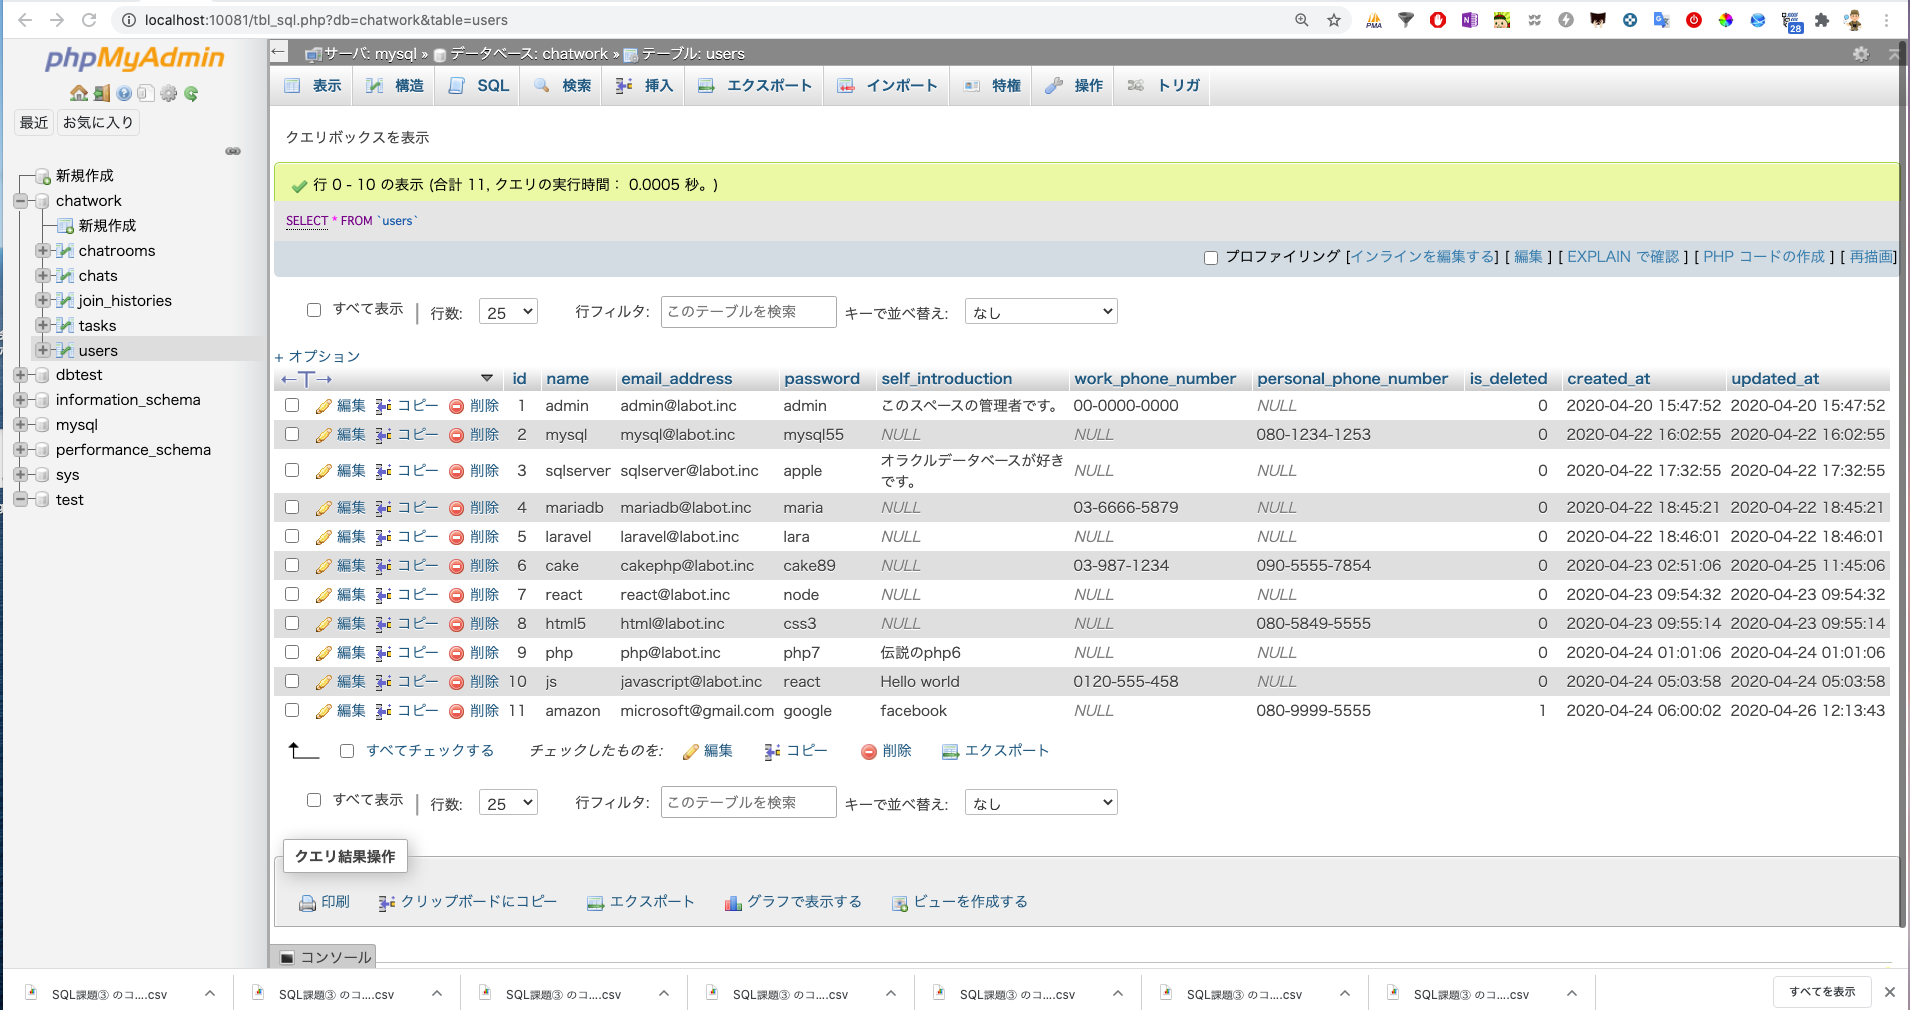 localhost:10081/tbl_sql.php?db=chatwork&table=users
PMA
28
phpMyAdmin
最近 お気に入り
新規作成
chatwork
新規作成
chatrooms
chats
join_histories
tasks
users
dbtest
information_schema
mysql
performance_schema
sys
test
サーバ: mysql » データベース: chatwork » テーブル: users
表示 構造 SQL 検索 挿入 エクスポート インポート 特権 操作 トリガ
クエリボックスを表示
行 0 - 10 の表示 (合計 11, クエリの実行時間： 0.0005 秒。)
SELECT * FROM `users`
プロファイリング [インラインを編集する] [ 編集 ] [ EXPLAIN で確認 ] [ PHP コードの作成 ] [ 再描画]
すべて表示 | 行数: 25 行フィルタ: このテーブルを検索 キーで並べ替え: なし
+ オプション
←T→ id name email_address password self_introduction work_phone_number personal_phone_number is_deleted created_at updated_at
編集 コピー 削除 1 admin admin@labot.inc admin このスペースの管理者です。 00-0000-0000 NULL 0 2020-04-20 15:47:52 2020-04-20 15:47:52
編集 コピー 削除 2 mysql mysql@labot.inc mysql55 NULL NULL 080-1234-1253 0 2020-04-22 16:02:55 2020-04-22 16:02:55
編集 コピー 削除 3 sqlserver sqlserver@labot.inc apple オラクルデータベースが好きです。 NULL NULL 0 2020-04-22 17:32:55 2020-04-22 17:32:55
編集 コピー 削除 4 mariadb mariadb@labot.inc maria NULL 03-6666-5879 NULL 0 2020-04-22 18:45:21 2020-04-22 18:45:21
編集 コピー 削除 5 laravel laravel@labot.inc lara NULL NULL NULL 0 2020-04-22 18:46:01 2020-04-22 18:46:01
編集 コピー 削除 6 cake cakephp@labot.inc cake89 NULL 03-987-1234 090-5555-7854 0 2020-04-23 02:51:06 2020-04-25 11:45:06
編集 コピー 削除 7 react react@labot.inc node NULL NULL NULL 0 2020-04-23 09:54:32 2020-04-23 09:54:32
編集 コピー 削除 8 html5 html@labot.inc css3 NULL NULL 080-5849-5555 0 2020-04-23 09:55:14 2020-04-23 09:55:14
編集 コピー 削除 9 php php@labot.inc php7 伝説のphp6 NULL NULL 0 2020-04-24 01:01:06 2020-04-24 01:01:06
編集 コピー 削除 10 js javascript@labot.inc react Hello world 0120-555-458 NULL 0 2020-04-24 05:03:58 2020-04-24 05:03:58
編集 コピー 削除 11 amazon microsoft@gmail.com google facebook NULL 080-9999-5555 1 2020-04-24 06:00:02 2020-04-26 12:13:43
すべてチェックする チェックしたものを: 編集 コピー 削除 エクスポート
すべて表示 | 行数: 25 行フィルタ: このテーブルを検索 キーで並べ替え: なし
クエリ結果操作
印刷 クリップボードにコピー エクスポート グラフで表示する ビューを作成する
コンソール
SQL課題③ のコ....csv SQL課題③ のコ....csv SQL課題③ のコ....csv SQL課題③ のコ....csv SQL課題③ のコ....csv SQL課題③ のコ....csv SQL課題③ のコ....csv すべてを表示